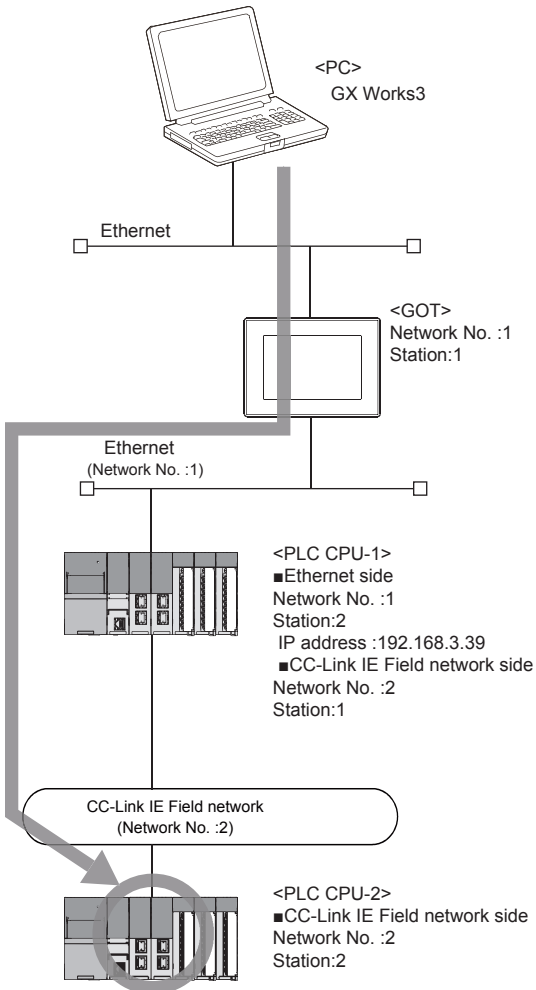 <PC>
GX Works3
Ethernet
<GOT>
Network No. :1
Station:1
Ethernet
(Network No. :1)
<PLC CPU-1>
■Ethernet side
Network No. :1
Station:2
IP address :192.168.3.39
■CC-Link IE Field network side
Network No. :2
Station:1
CC-Link IE Field network
(Network No. :2)
<PLC CPU-2>
■CC-Link IE Field network side
Network No. :2
Station:2